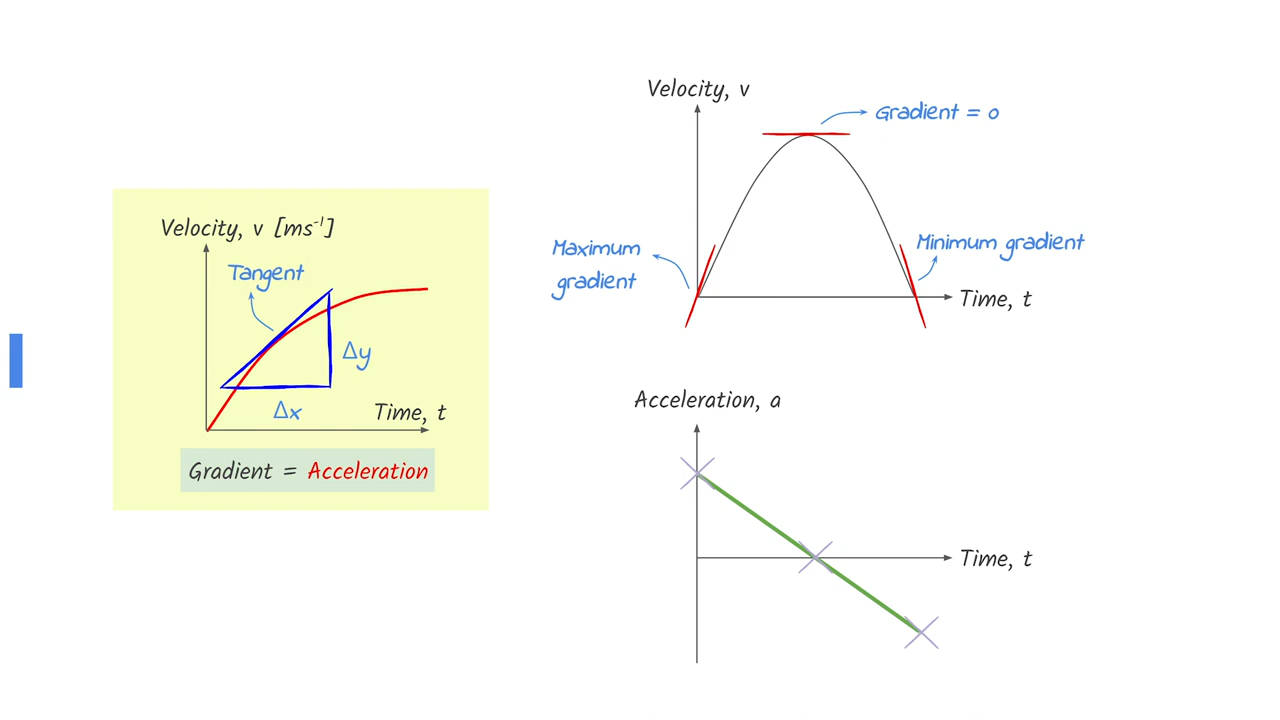 Velocity, v [ms⁻¹]
Tangent
Δy
Δx
Time, t
Gradient = Acceleration
Velocity, v
Gradient = 0
Maximum
gradient
Minimum gradient
Time, t
Acceleration, a
Time, t